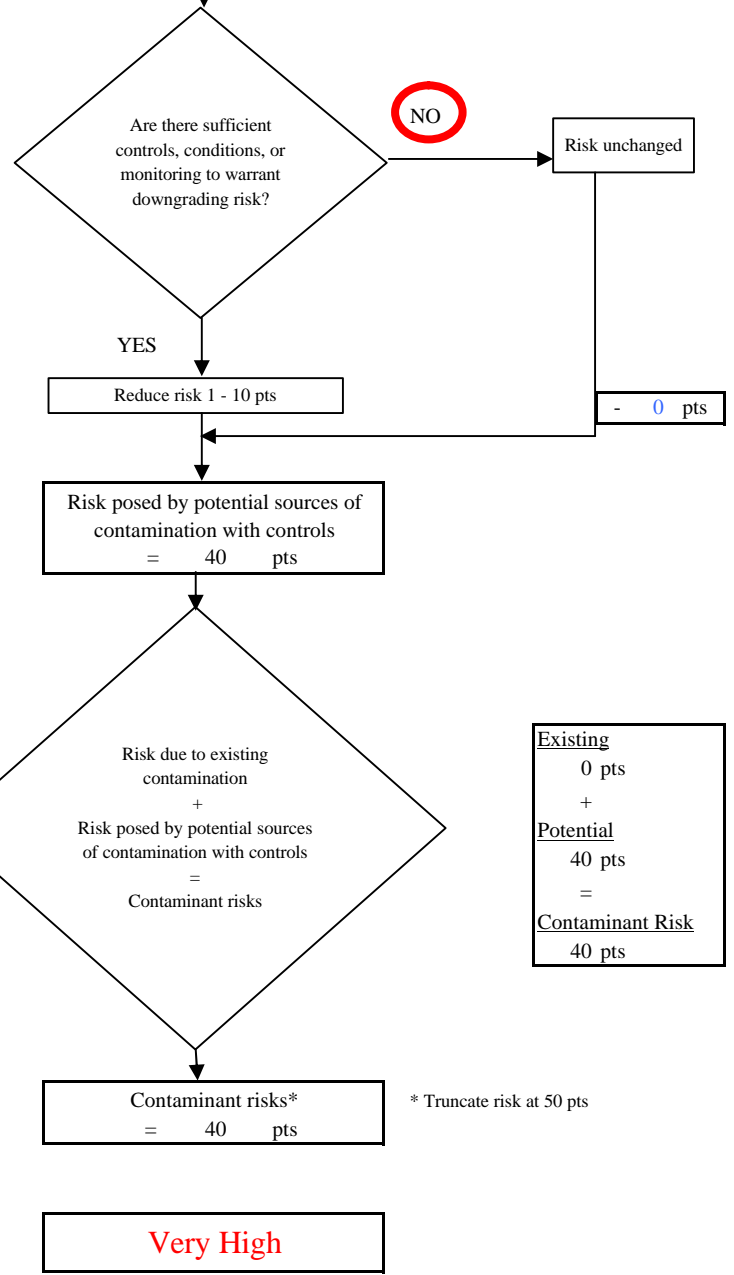 Are there sufficient
controls, conditions, or
monitoring to warrant
downgrading risk?
NO
Risk unchanged
YES
Reduce risk 1 - 10 pts
- 0 pts
Risk posed by potential sources of
contamination with controls
= 40 pts
Risk due to existing
contamination
+
Risk posed by potential sources
of contamination with controls
=
Contaminant risks
Existing
0 pts
+
Potential
40 pts
=
Contaminant Risk
40 pts
Contaminant risks*
= 40 pts
* Truncate risk at 50 pts
Very High